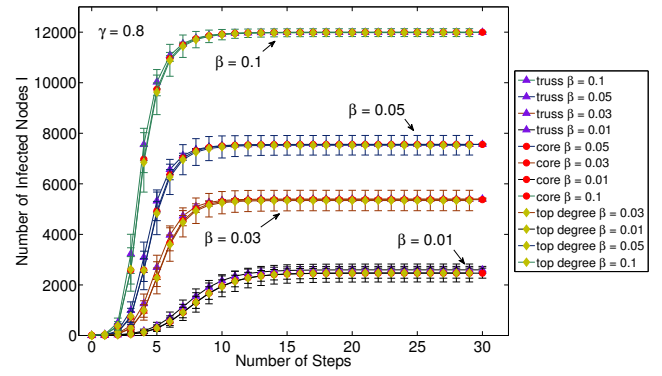 12000
10000
8000
6000
4000
2000
0
Number of Infected Nodes I
γ = 0.8
β = 0.1
β = 0.05
β = 0.03
β = 0.01
0 5 10 15 20 25 30
Number of Steps
truss β = 0.1
truss β = 0.05
truss β = 0.03
truss β = 0.01
core β = 0.05
core β = 0.03
core β = 0.01
core β = 0.1
top degree β = 0.03
top degree β = 0.01
top degree β = 0.05
top degree β = 0.1